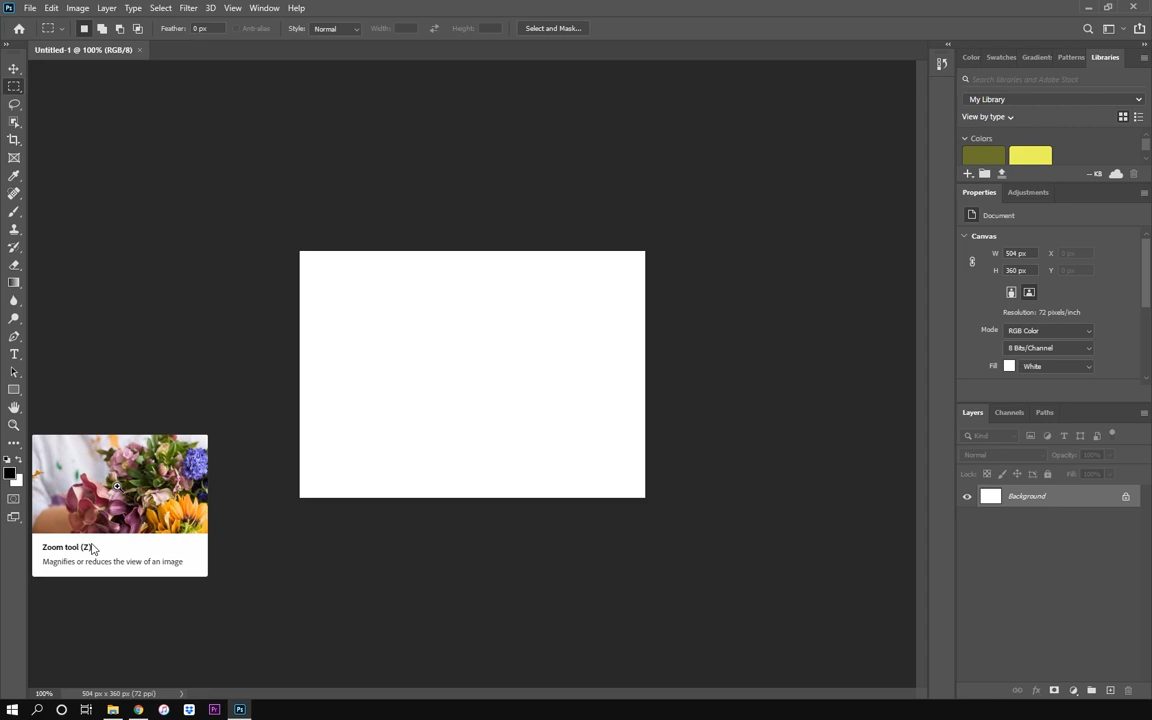 Ps File Edit Image Layer Type Select Filter 3D View Window Help
Feather: 0 px Anti-alias Style: Normal Width: Height: Select and Mask...
Untitled-1 @ 100% (RGB/8) ×
Color Swatches Gradient: Patterns Libraries
Search libraries and Adobe Stock
My Library
View by type
Colors
-- KB
Properties Adjustments
Document
Canvas
W 504 px X 0 px
H 360 px Y 0 px
Resolution: 72 pixels/inch
Mode RGB Color
8 Bits/Channel
Fill White
Layers Channels Paths
Kind
Normal Opacity: 100%
Lock: Fill: 100%
Background
Zoom tool (Z)
Magnifies or reduces the view of an image
100% 504 px x 360 px (72 ppi)
Pr Ps